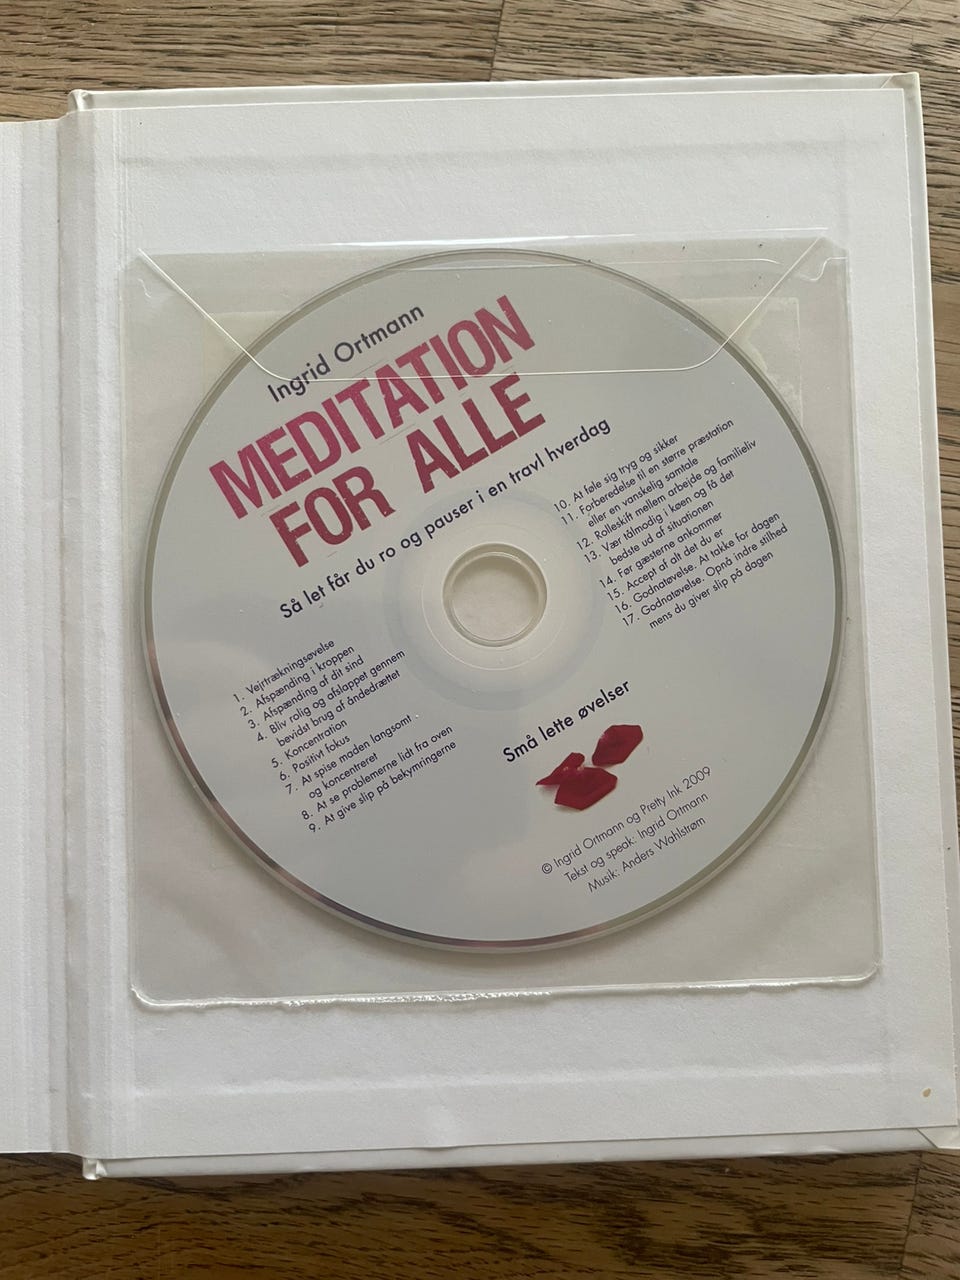 Ingrid Ortmann
MEDITATION
FOR ALLE
Så let får du ro og pauser i en travl hverdag
1. Vejrtrækningsøvelse
2. Afspænding i kroppen
3. Afspænding af dit sind
4. Bliv rolig og afslappet gennem
bevidst brug af åndedrættet
5. Koncentration
6. Positivt fokus
7. At spise maden langsomt
og koncentreret
8. At se problemerne lidt fra oven
9. At give slip på bekymringerne
10. At føle sig tryg og sikker
11. Forberedelse til en større præstation
eller en vanskelig samtale
12. Rolleskift mellem arbejde og familieliv
13. Vær tålmodig i køen og få det
bedste ud af situationen
14. Før gæsterne ankommer
15. Accept af alt det du er
16. Godnatøvelse. At takke for dagen
17. Godnatøvelse. Opnå indre stilhed
mens du giver slip på dagen
Små lette øvelser
© Ingrid Ortmann og Pretty Ink 2009
Tekst og speak: Ingrid Ortmann
Musik: Anders Wahlstrøm